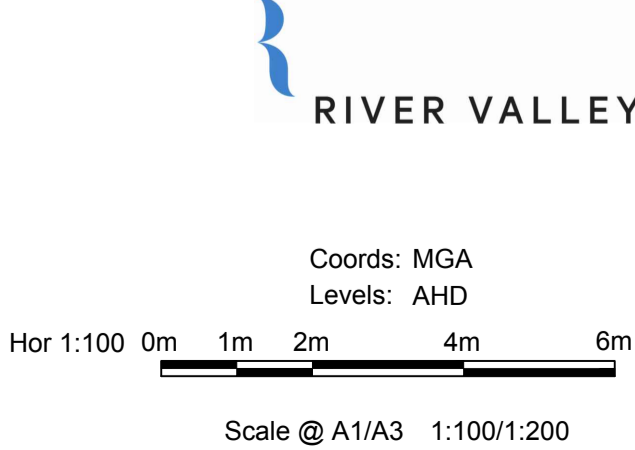 RIVER VALLEY
Coords: MGA
Levels: AHD
Hor 1:100 0m 1m 2m 4m 6m
Scale @ A1/A3 1:100/1:200